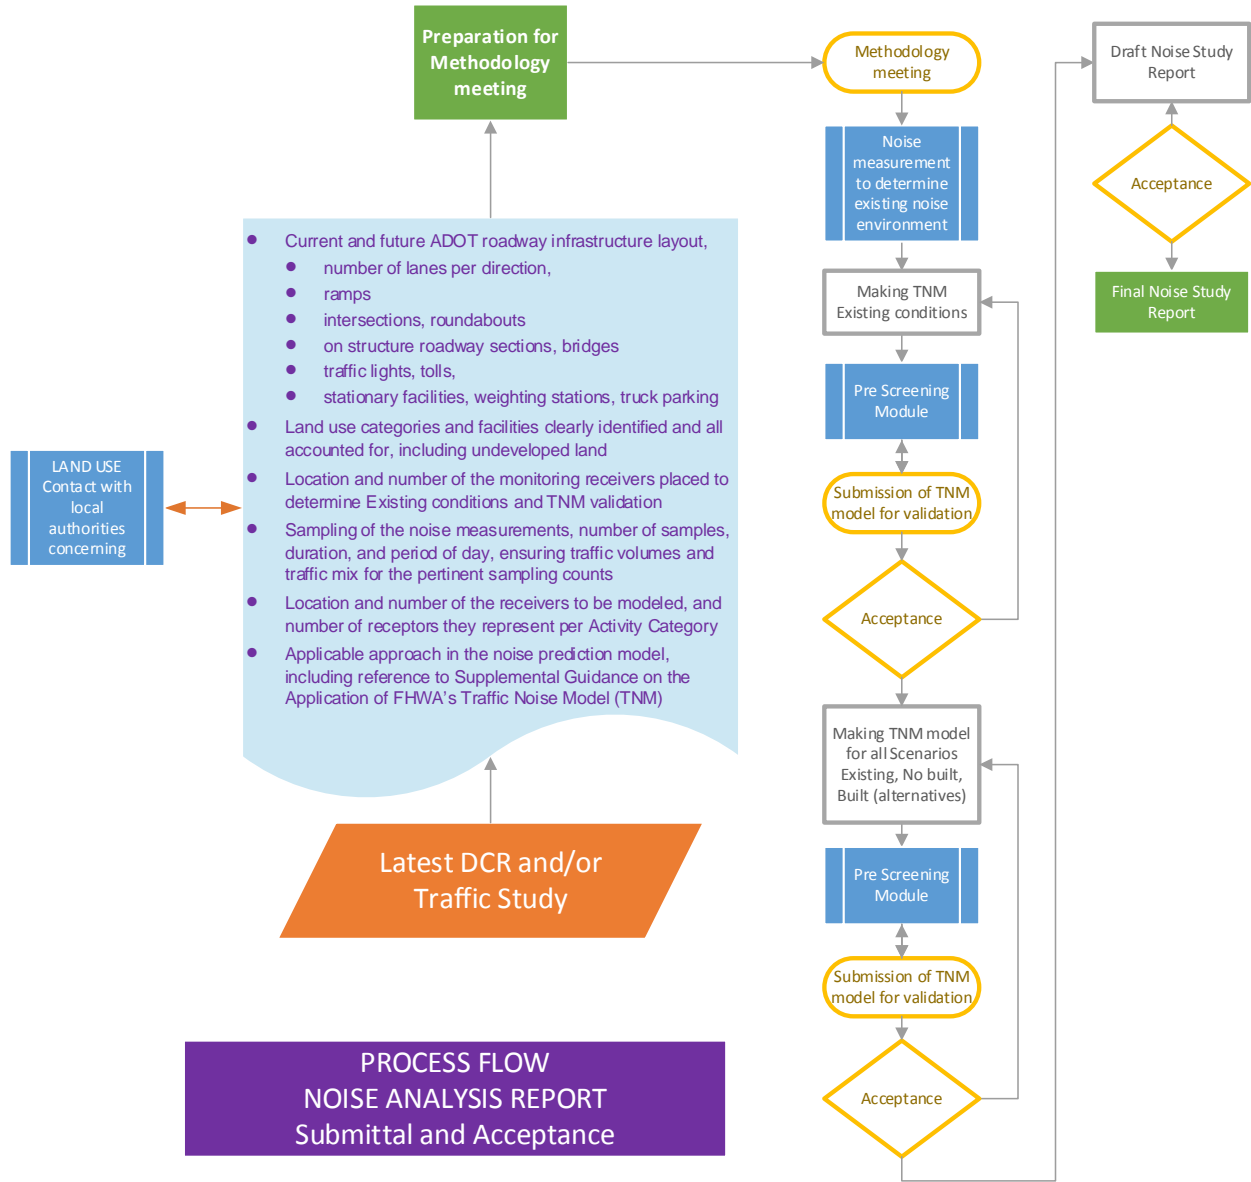 Preparation for
Methodology
meeting
● Current and future ADOT roadway infrastructure layout,
● number of lanes per direction,
● ramps
● intersections, roundabouts
● on structure roadway sections, bridges
● traffic lights, tolls,
● stationary facilities, weighting stations, truck parking
● Land use categories and facilities clearly identified and all
accounted for, including undeveloped land
● Location and number of the monitoring receivers placed to
determine Existing conditions and TNM validation
● Sampling of the noise measurements, number of samples,
duration, and period of day, ensuring traffic volumes and
traffic mix for the pertinent sampling counts
● Location and number of the receivers to be modeled, and
number of receptors they represent per Activity Category
● Applicable approach in the noise prediction model,
including reference to Supplemental Guidance on the
Application of FHWA's Traffic Noise Model (TNM)
LAND USE
Contact with
local
authorities
concerning
Latest DCR and/or
Traffic Study
PROCESS FLOW
NOISE ANALYSIS REPORT
Submittal and Acceptance
Methodology
meeting
Noise
measurement
to determine
existing noise
environment
Making TNM
Existing conditions
Pre Screening
Module
Submission of TNM
model for validation
Acceptance
Making TNM model
for all Scenarios
Existing, No built,
Built (alternatives)
Pre Screening
Module
Submission of TNM
model for validation
Acceptance
Draft Noise Study
Report
Acceptance
Final Noise Study
Report